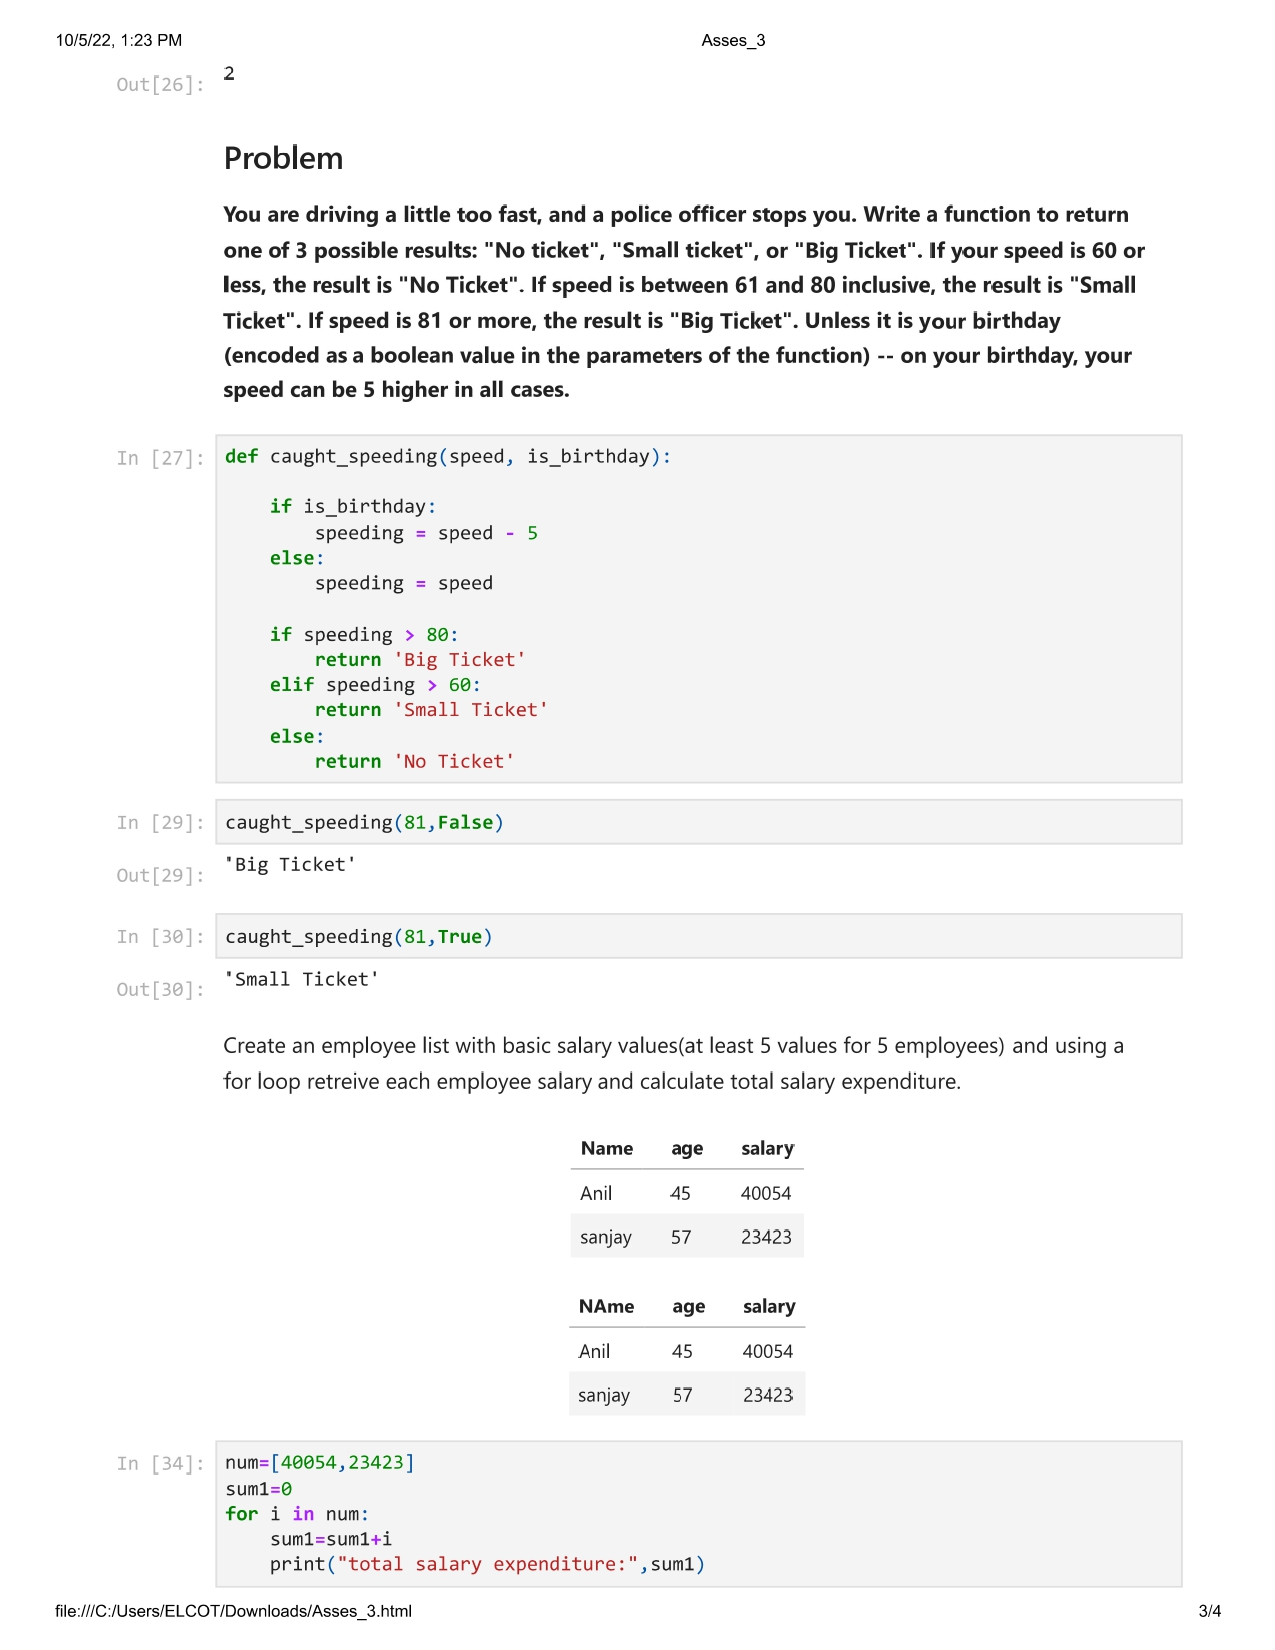 10/5/22, 1:23 PM Asses_3
Out[26]: 2
Problem
You are driving a little too fast, and a police officer stops you. Write a function to return
one of 3 possible results: "No ticket", "Small ticket", or "Big Ticket". If your speed is 60 or
less, the result is "No Ticket". If speed is between 61 and 80 inclusive, the result is "Small
Ticket". If speed is 81 or more, the result is "Big Ticket". Unless it is your birthday
(encoded as a boolean value in the parameters of the function) -- on your birthday, your
speed can be 5 higher in all cases.
In [27]: def caught_speeding(speed, is_birthday):
    if is_birthday:
        speeding = speed - 5
    else:
        speeding = speed
    if speeding > 80:
        return 'Big Ticket'
    elif speeding > 60:
        return 'Small Ticket'
    else:
        return 'No Ticket'
In [29]: caught_speeding(81,False)
Out[29]: 'Big Ticket'
In [30]: caught_speeding(81,True)
Out[30]: 'Small Ticket'
Create an employee list with basic salary values(at least 5 values for 5 employees) and using a
for loop retreive each employee salary and calculate total salary expenditure.
Name age salary
Anil 45 40054
sanjay 57 23423
NAme age salary
Anil 45 40054
sanjay 57 23423
In [34]: num=[40054,23423]
sum1=0
for i in num:
    sum1=sum1+i
    print("total salary expenditure:",sum1)
file:///C:/Users/ELCOT/Downloads/Asses_3.html 3/4